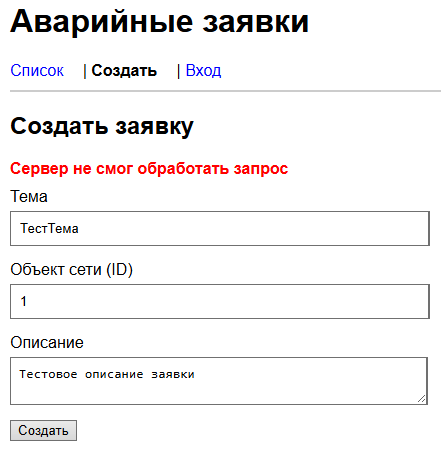 Аварийные заявки
Список | Создать | Вход
Создать заявку
Сервер не смог обработать запрос
Тема
ТестТема
Объект сети (ID)
1
Описание
Тестовое описание заявки
Создать